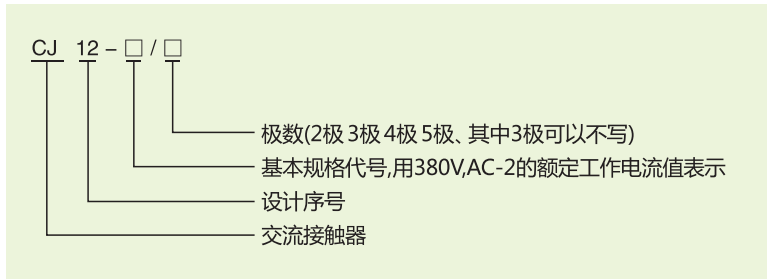 CJ 12-□/□
极数(2极 3极 4极 5极、其中3极可以不写)
基本规格代号,用380V,AC-2的额定工作电流值表示
设计序号
交流接触器